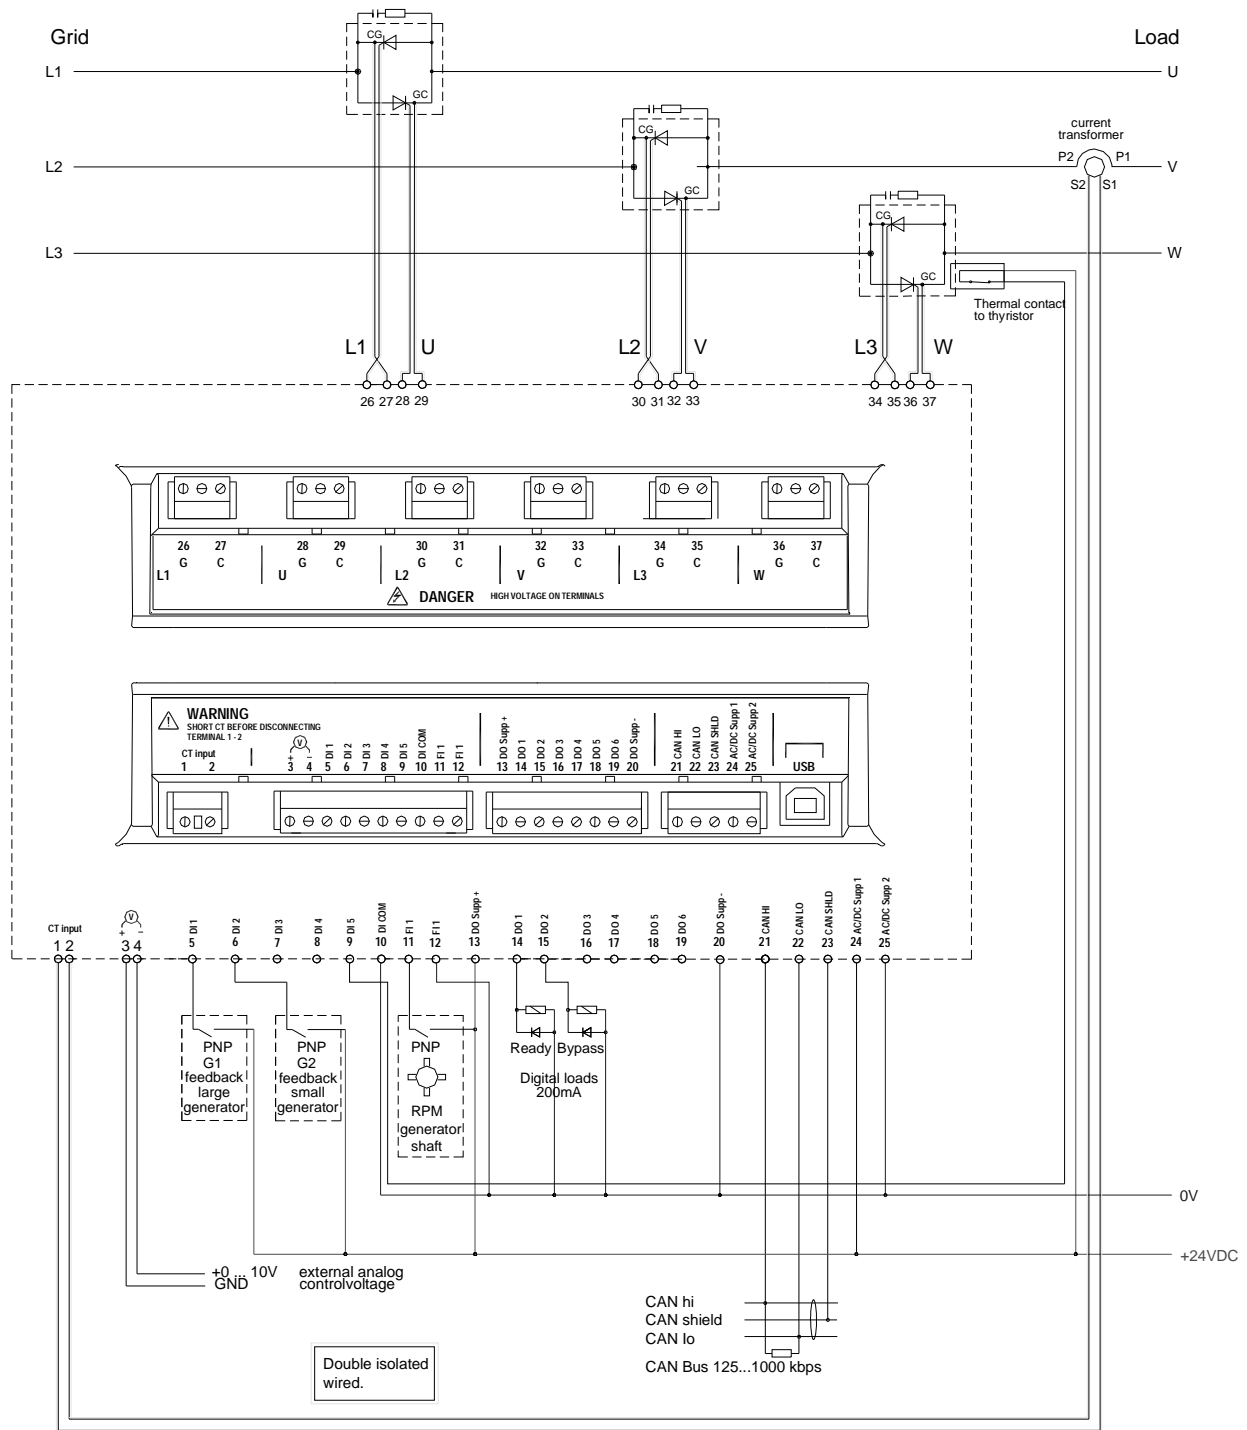 Grid
Load
CG
L1
U
GC
current
transformer
CG
P2
P1
L2
V
S2
S1
GC
CG
L3
W
GC
Thermal contact
to thyristor
L1 U L2 V L3 W
26 27 28 29 30 31 32 33 34 35 36 37
26 27 28 29 30 31 32 33 34 35 36 37
G C G C G C G C G C G C
L1 U L2 V L3 W
DANGER HIGH VOLTAGE ON TERMINALS
WARNING
SHORT CT BEFORE DISCONNECTING
TERMINAL 1 - 2
CT input
1 2
V
+ -
3 4
DI 1
5
DI 2
6
DI 3
7
DI 4
8
DI 5
9
DI COM
10
FI 1
11
FI 1
12
DO Supp +
13
DO 1
14
DO 2
15
DO 3
16
DO 4
17
DO 5
18
DO 6
19
DO Supp -
20
CAN HI
21
CAN LO
22
CAN SHLD
23
AC/DC Supp 1
24
AC/DC Supp 2
25
USB
CT input
1 2
V
+ -
3 4
DI 1
5
DI 2
6
DI 3
7
DI 4
8
DI 5
9
DI COM
10
FI 1
11
FI 1
12
DO Supp +
13
DO 1
14
DO 2
15
DO 3
16
DO 4
17
DO 5
18
DO 6
19
DO Supp -
20
CAN HI
21
CAN LO
22
CAN SHLD
23
AC/DC Supp 1
24
AC/DC Supp 2
25
PNP
G1
feedback
large
generator
PNP
G2
feedback
small
generator
PNP
RPM
generator
shaft
Ready Bypass
Digital loads
200mA
0V
+24VDC
+0 ... 10V
GND
external analog
controlvoltage
CAN hi
CAN shield
CAN lo
CAN Bus 125...1000 kbps
Double isolated
wired.